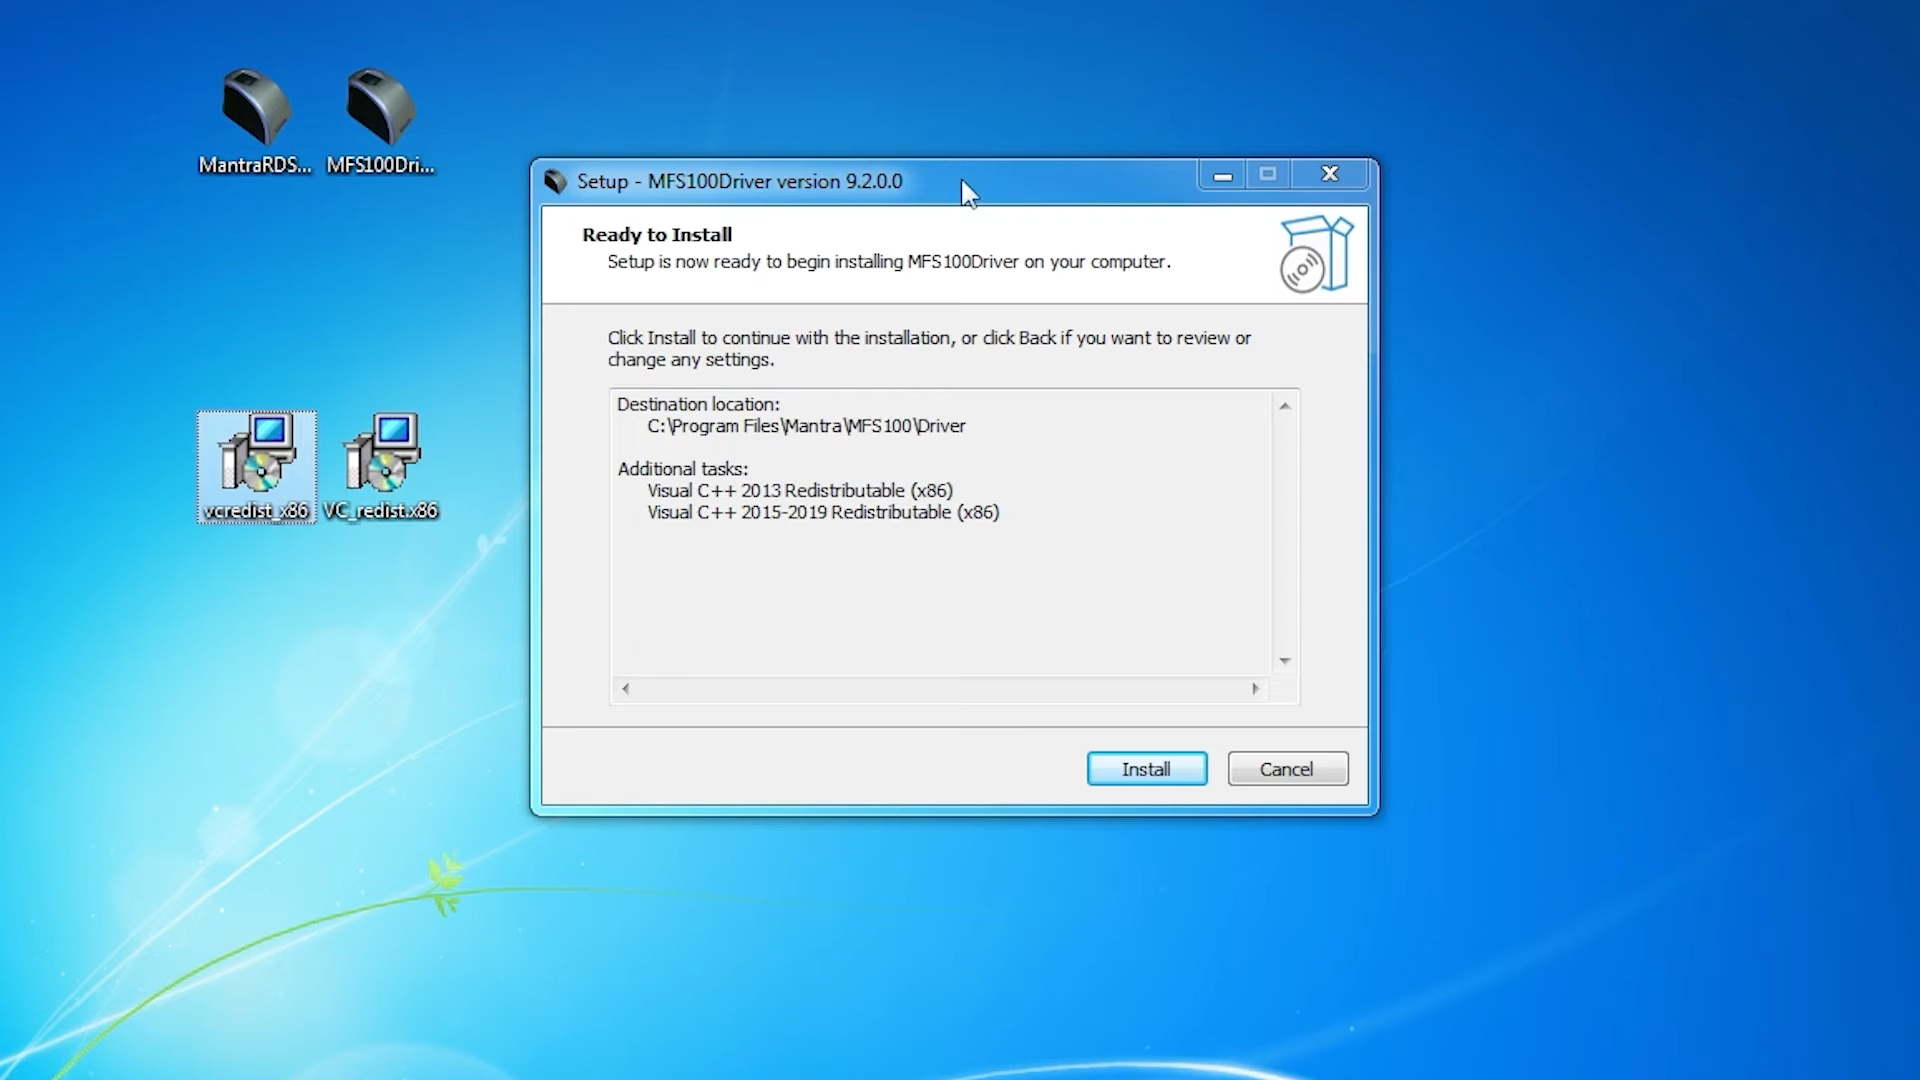 MantraRDS...
MFS100Dri...
Setup - MFS100Driver version 9.2.0.0
Ready to Install
Setup is now ready to begin installing MFS100Driver on your computer.
Click Install to continue with the installation, or click Back if you want to review or
change any settings.
Destination location:
C:\Program Files\Mantra\MFS100\Driver
Additional tasks:
Visual C++ 2013 Redistributable (x86)
Visual C++ 2015-2019 Redistributable (x86)
vcredist_x86
VC_redist.x86
Install
Cancel